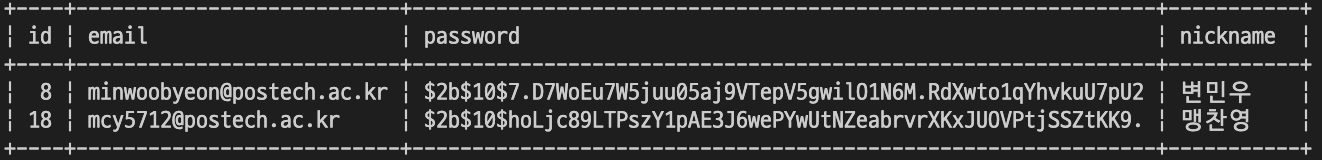 +----+--------------------------+--------------------------------------------------------------+-----------+
| id | email | password | nickname |
+----+--------------------------+--------------------------------------------------------------+-----------+
| 8 | minwoobyeon@postech.ac.kr | $2b$10$7.D7WoEu7W5juu05aj9VTepV5gwilO1N6M.RdXwto1qYhvkuU7pU2 | 변민우 |
| 18 | mcy5712@postech.ac.kr | $2b$10$hoLjc89LTPszY1pAE3J6wePYwUtNZeabrvrXKxJUOVPtjSSZtKK9. | 맹찬영 |
+----+--------------------------+--------------------------------------------------------------+-----------+